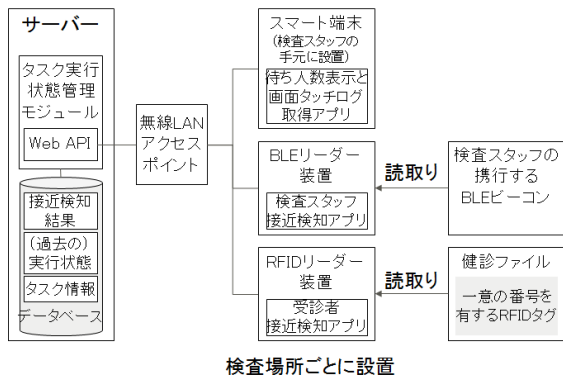 サーバー
タスク実行
状態管理
モジュール
Web API
接近検知
結果
(過去の)
実行状態
タスク情報
データベース
無線LAN
アクセス
ポイント
スマート端末
(検査スタッフの
手元に設置)
待ち人数表示と
画面タッチログ
取得アプリ
BLEリーダー
装置
検査スタッフ
接近検知アプリ
読取り
検査スタッフの
携行する
BLEビーコン
RFIDリーダー
装置
受診者
接近検知アプリ
読取り
健診ファイル
一意の番号を
有するRFIDタグ
検査場所ごとに設置